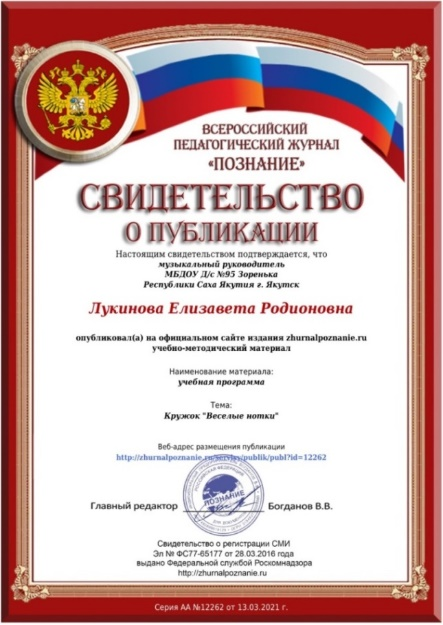 ВСЕРОССИЙСКИЙ
ПЕДАГОГИЧЕСКИЙ ЖУРНАЛ
«ПОЗНАНИЕ»
СВИДЕТЕЛЬСТВО
О ПУБЛИКАЦИИ
Настоящим свидетельством подтверждается, что
музыкальный руководитель
МБДОУ Д/с №95 Зоренька
Республики Саха Якутия г. Якутск
Лукинова Елизавета Родионовна
опубликовал(а) на официальном сайте издания zhurnalpoznanie.ru
учебно-методический материал
Наименование материала:
учебная программа
Тема:
Кружок "Веселые нотки"
Веб-адрес размещения публикации
http://zhurnalpoznanie.ru/servisy/publik/publ?id=12262
ПОЗНАНИЕ
Главный редактор Богданов В.В.
Свидетельство о регистрации СМИ
Эл № ФС77-65177 от 28.03.2016 года
выдано Федеральной службой Роскомнадзора
http://zhurnalpoznanie.ru
Серия АА №12262 от 13.03.2021 г.